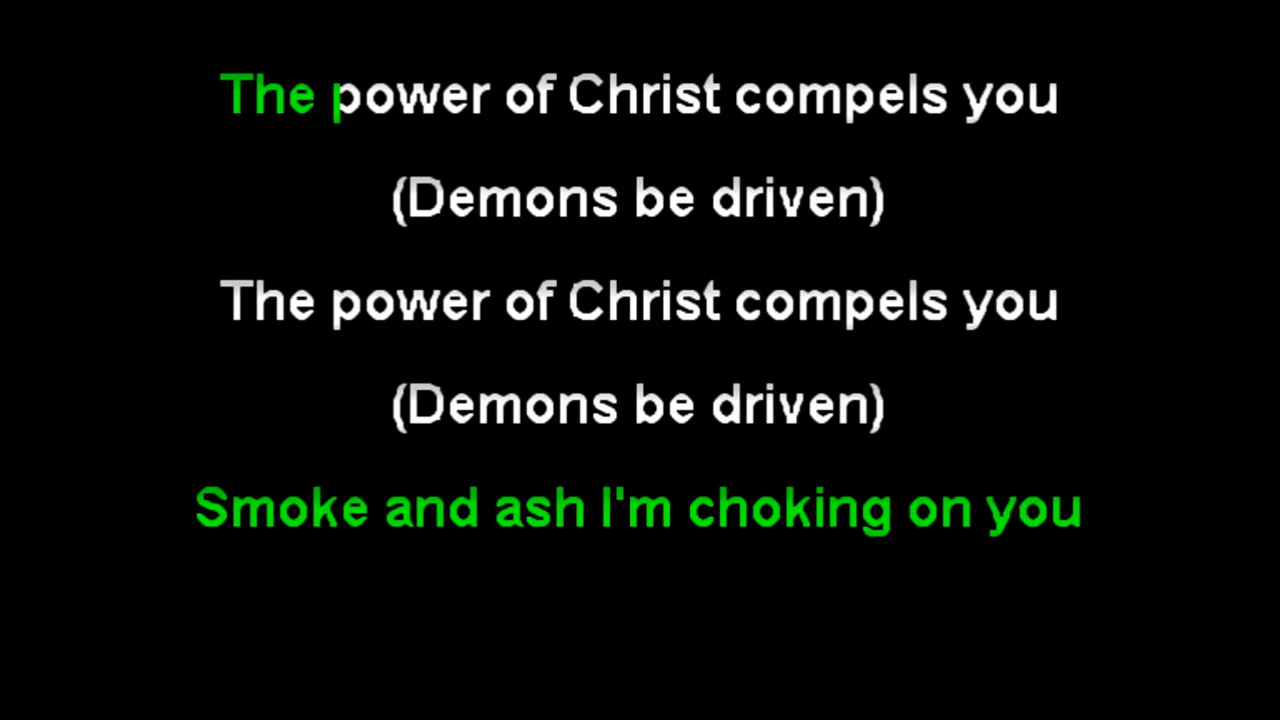 The power of Christ compels you
(Demons be driven)
The power of Christ compels you
(Demons be driven)
Smoke and ash I'm choking on you